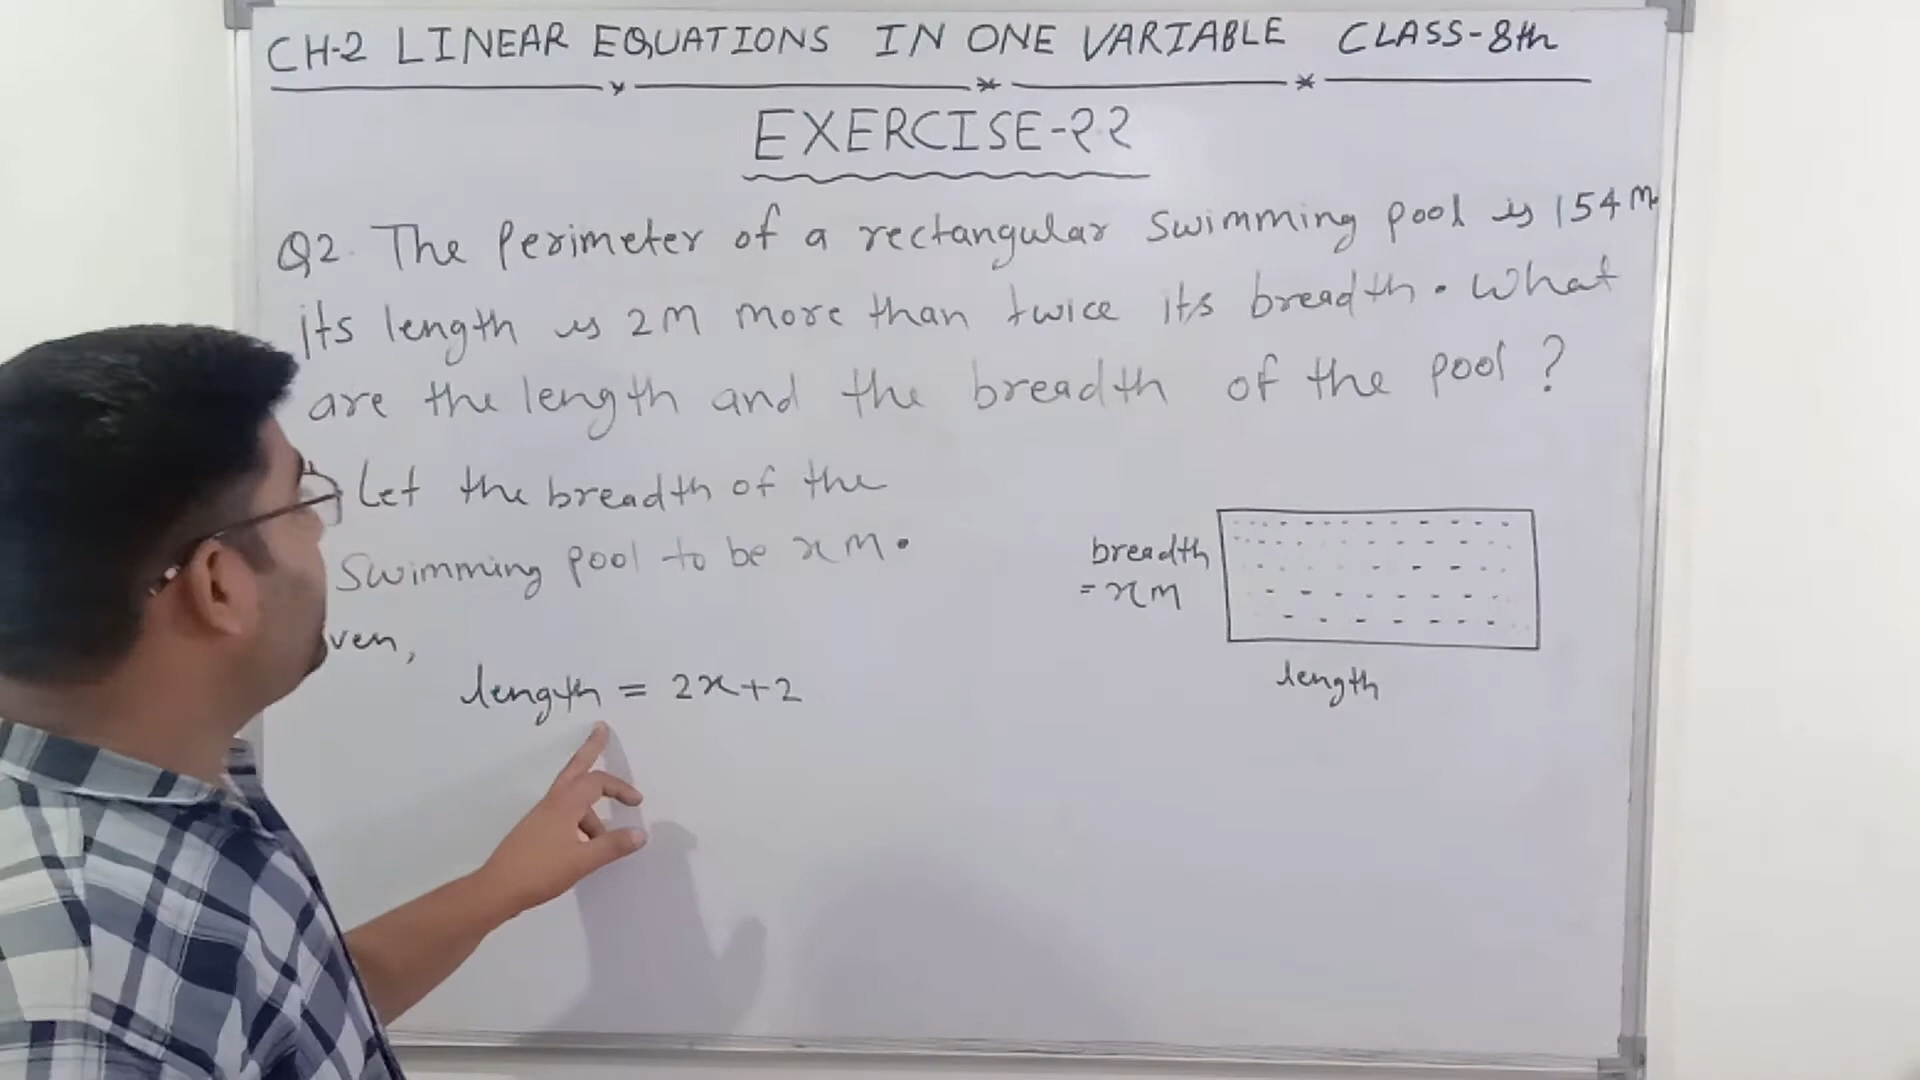 CH-2 LINEAR EQUATIONS IN ONE VARIABLE CLASS-8th
EXERCISE-2.2
Q2. The Perimeter of a rectangular Swimming pool is 154 m.
its length is 2m more than twice its breadth. What
are the length and the breadth of the pool ?
Let the breadth of the
Swimming pool to be x m.
ven,
length = 2x+2
breadth
= x m
length